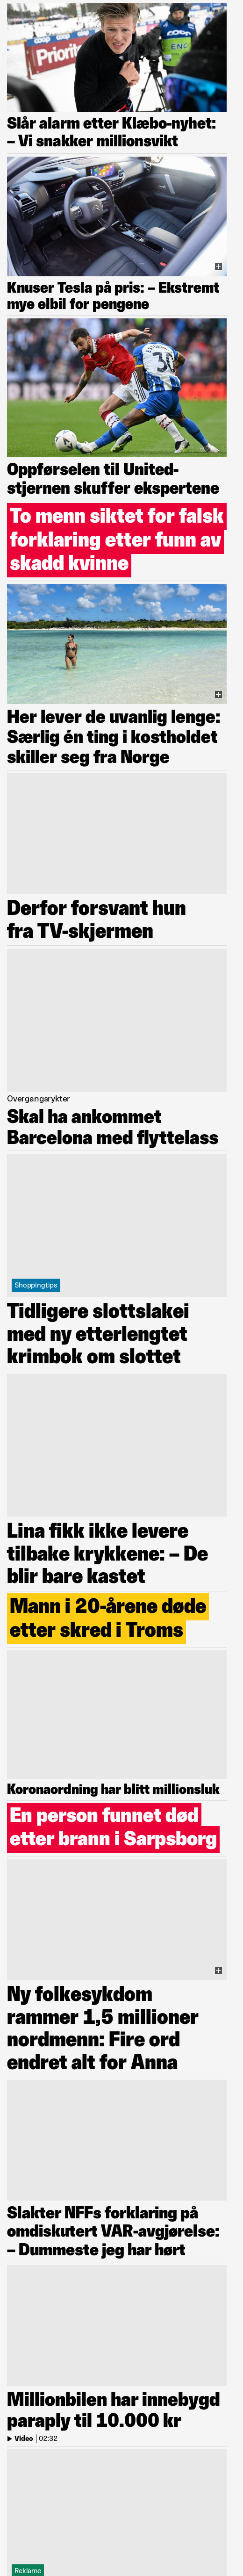 Priorit
COOP
Slår alarm etter Klæbo-nyhet:
– Vi snakker millionsvikt
Knuser Tesla på pris: – Ekstremt
mye elbil for pengene
Oppførselen til United-
stjernen skuffer ekspertene
To menn siktet for falsk
forklaring etter funn av
skadd kvinne
Her lever de uvanlig lenge:
Særlig én ting i kostholdet
skiller seg fra Norge
Derfor forsvant hun
fra TV-skjermen
Overgangsrykter
Skal ha ankommet
Barcelona med flyttelass
Shoppingtips
Tidligere slottslakei
med ny etterlengtet
krimbok om slottet
Lina fikk ikke levere
tilbake krykkene: – De
blir bare kastet
Mann i 20-årene døde
etter skred i Troms
Koronaordning har blitt millionsluk
En person funnet død
etter brann i Sarpsborg
Ny folkesykdom
rammer 1,5 millioner
nordmenn: Fire ord
endret alt for Anna
Slakter NFFs forklaring på
omdiskutert VAR-avgjørelse:
– Dummeste jeg har hørt
Millionbilen har innebygd
paraply til 10.000 kr
Video | 02:32
Reklame